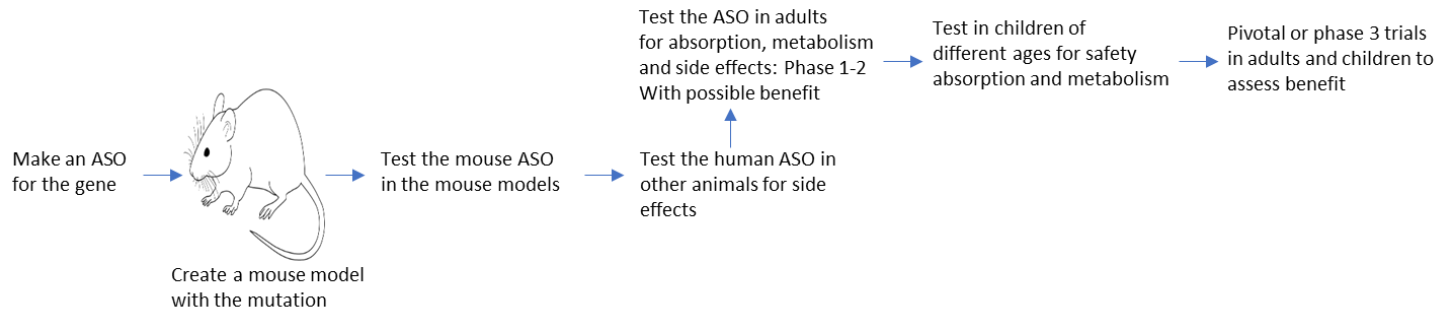 Make an ASO
for the gene
Create a mouse model
with the mutation
Test the mouse ASO
in the mouse models
Test the human ASO in
other animals for side
effects
Test the ASO in adults
for absorption, metabolism
and side effects: Phase 1-2
With possible benefit
Test in children of
different ages for safety
absorption and metabolism
Pivotal or phase 3 trials
in adults and children to
assess benefit